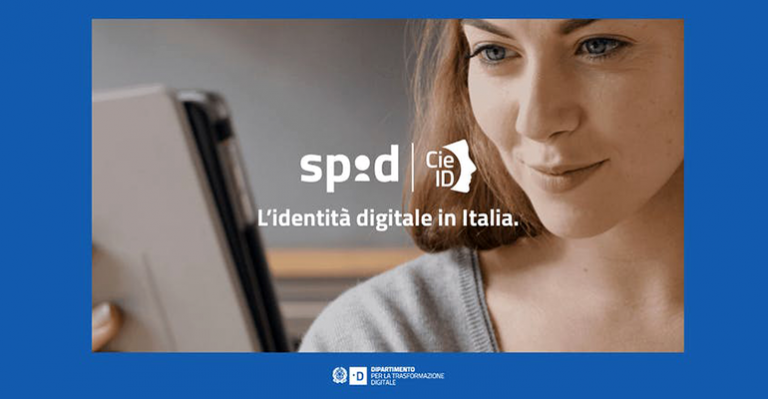 spid
Cie
ID
L'identità digitale in Italia.
DIPARTIMENTO
PER LA TRASFORMAZIONE
DIGITALE